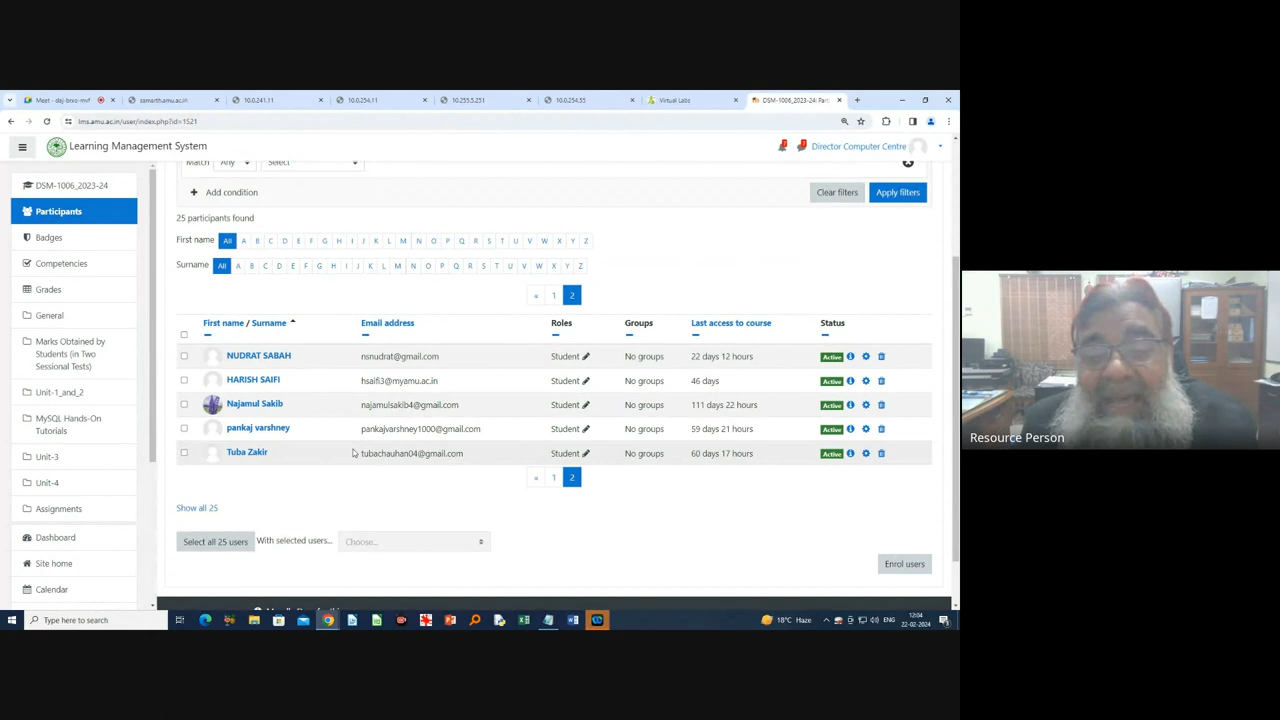 Meet - daj-bnio-mvf
samarth.amu.ac.in
10.0.241.11
10.0.254.11
10.255.5.251
10.0.254.55
Virtual Labs
DSM-1006_2023-24: Part
lms.amu.ac.in/user/index.php?id=1521
Learning Management System
Director Computer Centre
DSM-1006_2023-24
Participants
Badges
Competencies
Grades
General
Marks Obtained by
Students (in Two
Sessional Tests)
Unit-1_and_2
MySQL Hands-On
Tutorials
Unit-3
Unit-4
Assignments
Dashboard
Site home
Calendar
Match Any Select
Add condition
Clear filters
Apply filters
25 participants found
First name All A B C D E F G H I J K L M N O P Q R S T U V W X Y Z
Surname All A B C D E F G H I J K L M N O P Q R S T U V W X Y Z
« 1 2
First name / Surname Email address Roles Groups Last access to course Status
NUDRAT SABAH nsnudrat@gmail.com Student No groups 22 days 12 hours Active
HARISH SAIFI hsaifi3@myamu.ac.in Student No groups 46 days Active
Najamul Sakib najamulsakib4@gmail.com Student No groups 111 days 22 hours Active
pankaj varshney pankajvarshney1000@gmail.com Student No groups 59 days 21 hours Active
Tuba Zakir tubachauhan04@gmail.com Student No groups 60 days 17 hours Active
« 1 2
Show all 25
Select all 25 users With selected users... Choose...
Enrol users
Type here to search
18°C Haze
ENG
12:04
22-02-2024
Resource Person